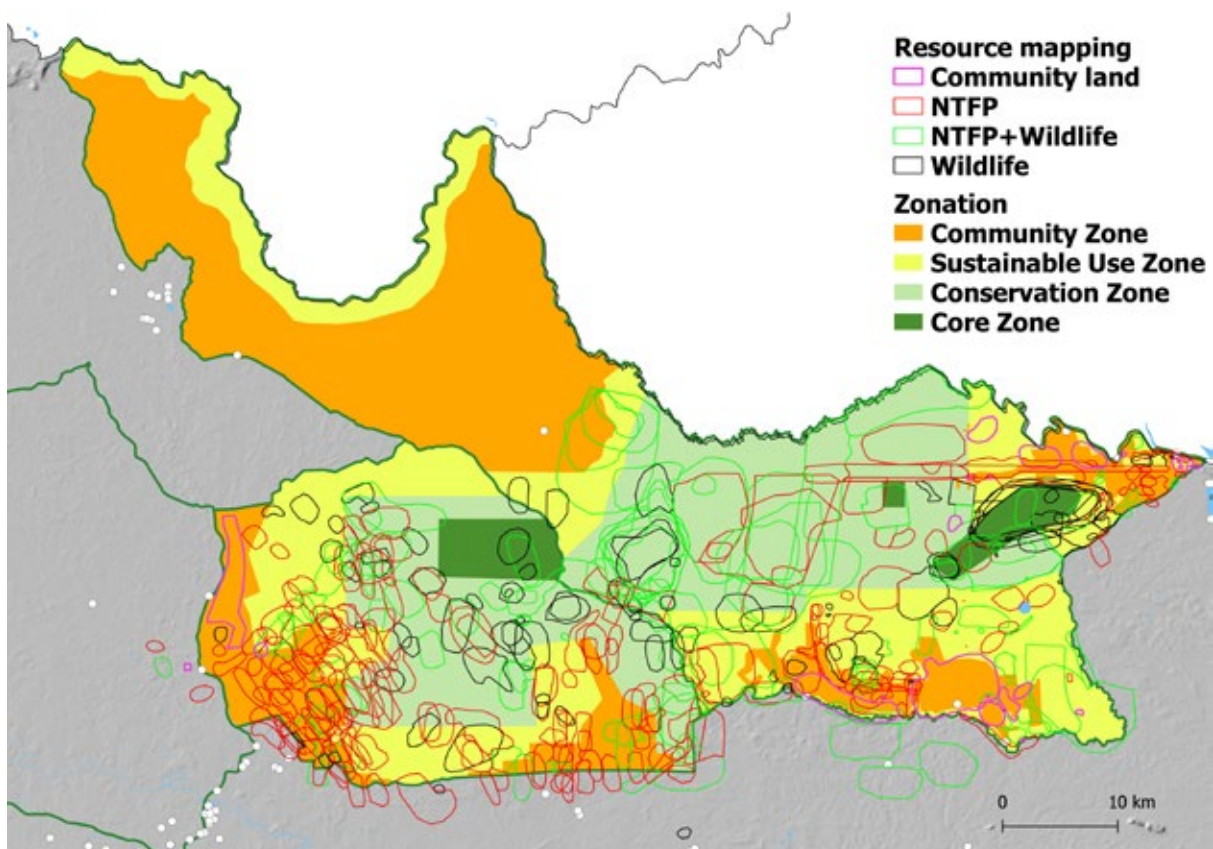 Resource mapping
Community land
NTFP
NTFP+Wildlife
Wildlife
Zonation
Community Zone
Sustainable Use Zone
Conservation Zone
Core Zone
0 10 km